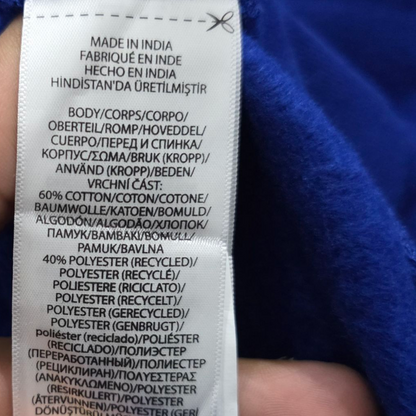 MADE IN INDIA
FABRIQUÉ EN INDE
HECHO EN INDIA
HİNDİSTAN'DA ÜRETİLMİŞTİR
BODY/CORPS/CORPO/
OBERTEIL/ROMP/HOVEDDEL/
CUERPO/ПЕРЕД И СПИНКА/
КОРПУС/ΣΩΜΑ/BRUK (KROPP)/
ANVÄND (KROPP)/BEDEN/
VRCHNÍ ČÁST:
60% COTTON/COTON/COTONE/
BAUMWOLLE/KATOEN/BOMULD/
ALGODÓN/ALGODÃO/ХЛОПОК/
ПАМУК/ΒΑΜΒΑΚΙ/BOMULL/
PAMUK/BAVLNA
40% POLYESTER (RECYCLED)/
POLYESTER (RECYCLÉ)/
POLIESTERE (RICICLATO)/
POLYESTER (RECYCELT)/
POLYESTER (GERECYCLED)/
POLYESTER (GENBRUGT)/
poliéster (reciclado)/POLIÉSTER
(RECICLADO)/ПОЛИЭСТЕР
(ПЕРЕРАБОТАННЫЙ)/ПОЛИЕСТЕР
(РЕЦИКЛИРАН)/ΠΟΛΥΕΣΤΕΡΑΣ
(ΑΝΑΚΥΚΛΩΜΕΝΟ)/POLYESTER
(RESIRKULERT)/POLYESTER
(ÅTERVUNNEN)/POLYESTER (GERİ
DÖNÜŞTÜRÜLM